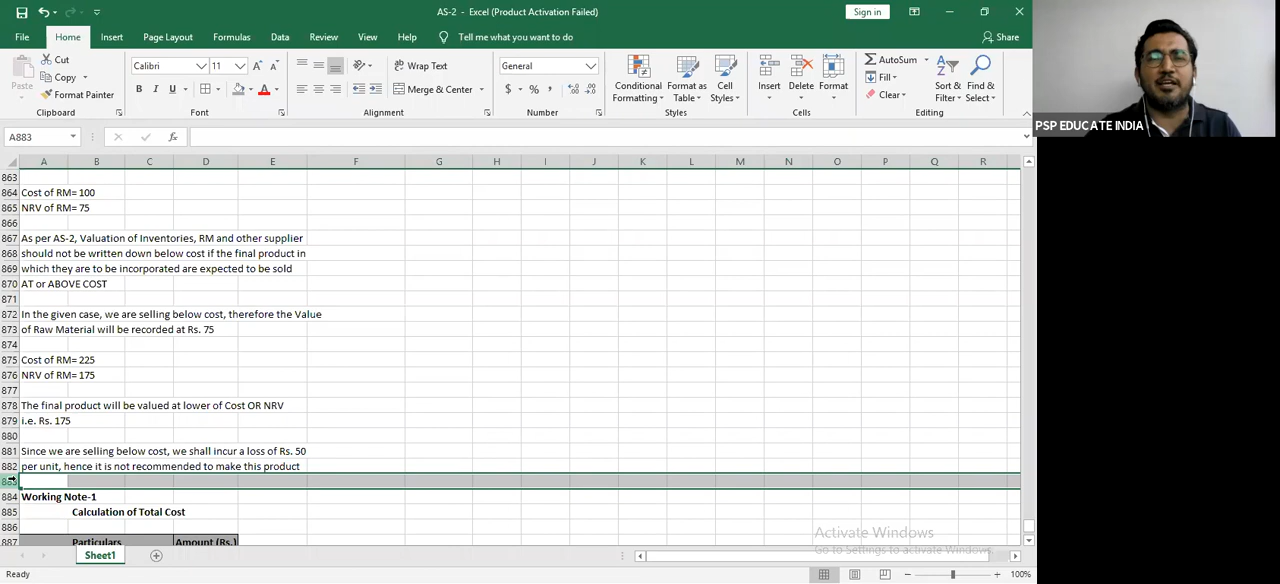 AS-2 - Excel (Product Activation Failed)
Sign in
File Home Insert Page Layout Formulas Data Review View Help Tell me what you want to do Share
Paste
Cut
Copy
Format Painter
Clipboard
Calibri 11
B I U A
Font
Wrap Text
Merge & Center
Alignment
General
$ % ,
Number
Conditional Formatting
Format as Table
Cell Styles
Styles
Insert Delete Format
Cells
AutoSum
Fill
Clear
Sort & Filter
Find & Select
Editing
PSP EDUCATE INDIA
A883 fx
A B C D E F G H I J K L M N O P Q R
863
864 Cost of RM= 100
865 NRV of RM= 75
866
867 As per AS-2, Valuation of Inventories, RM and other supplier
868 should not be written down below cost if the final product in
869 which they are to be incorporated are expected to be sold
870 AT or ABOVE COST
871
872 In the given case, we are selling below cost, therefore the Value
873 of Raw Material will be recorded at Rs. 75
874
875 Cost of RM= 225
876 NRV of RM= 175
877
878 The final product will be valued at lower of Cost OR NRV
879 i.e. Rs. 175
880
881 Since we are selling below cost, we shall incur a loss of Rs. 50
882 per unit, hence it is not recommended to make this product
884 Working Note-1
885 Calculation of Total Cost
886
887 Particulars Amount (Rs.)
Activate Windows
Go to Settings to activate Windows.
Sheet1
Ready
100%